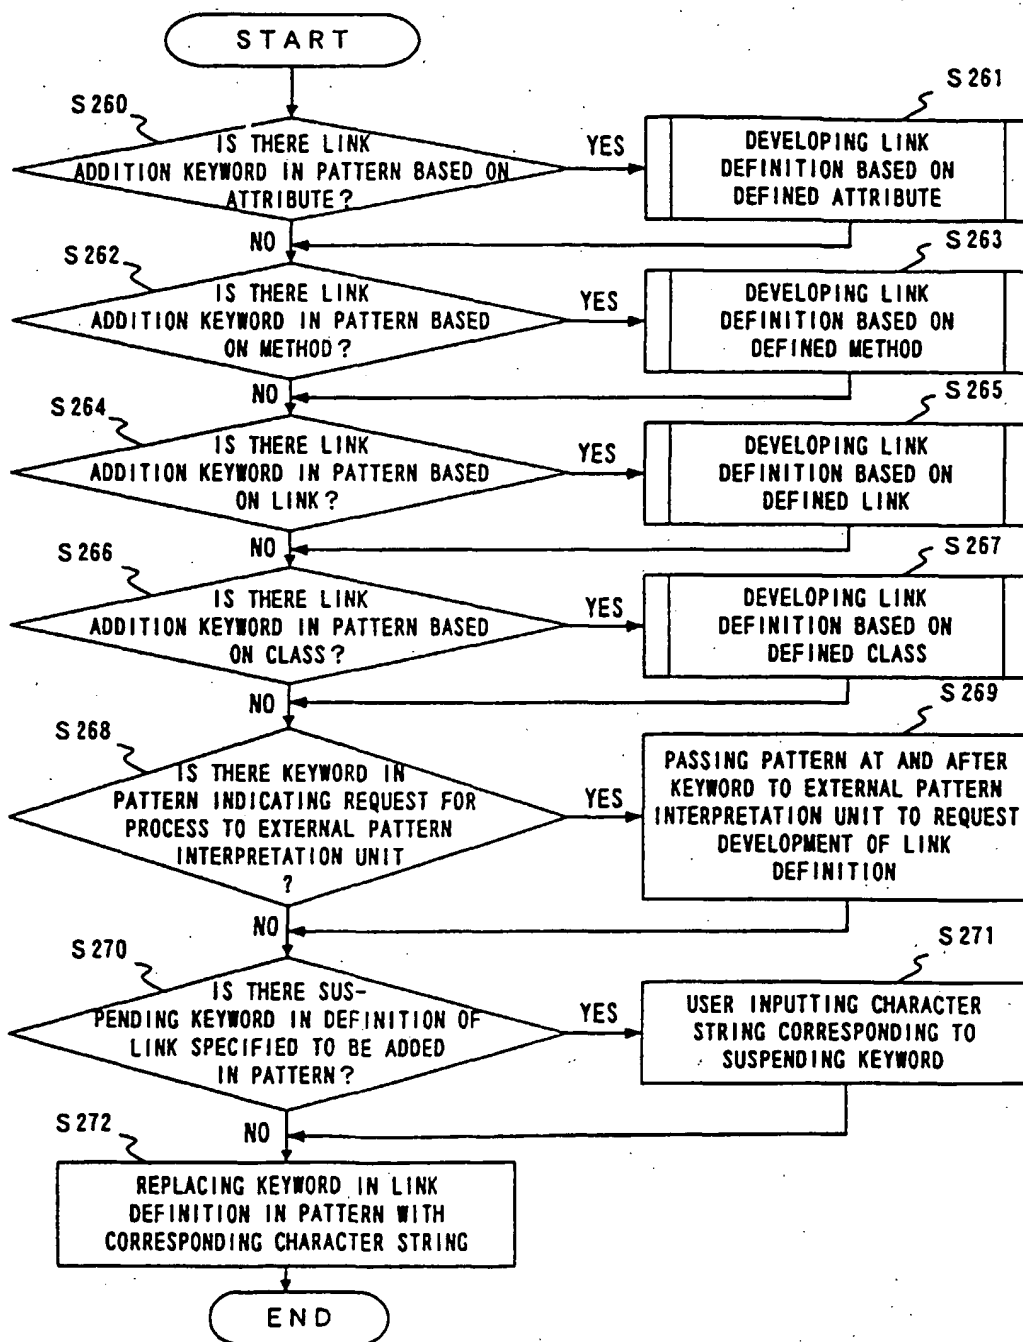 START
S260
IS THERE LINK
ADDITION KEYWORD IN PATTERN BASED ON
ATTRIBUTE?
YES
S261
DEVELOPING LINK
DEFINITION BASED ON
DEFINED ATTRIBUTE
NO
S262
IS THERE LINK
ADDITION KEYWORD IN PATTERN BASED
ON METHOD?
YES
S263
DEVELOPING LINK
DEFINITION BASED ON
DEFINED METHOD
NO
S264
IS THERE LINK
ADDITION KEYWORD IN PATTERN BASED
ON LINK?
YES
S265
DEVELOPING LINK
DEFINITION BASED ON
DEFINED LINK
NO
S266
IS THERE LINK
ADDITION KEYWORD IN PATTERN BASED
ON CLASS?
YES
S267
DEVELOPING LINK
DEFINITION BASED ON
DEFINED CLASS
NO
S268
IS THERE KEYWORD IN
PATTERN INDICATING REQUEST FOR
PROCESS TO EXTERNAL PATTERN
INTERPRETATION UNIT
?
YES
S269
PASSING PATTERN AT AND AFTER
KEYWORD TO EXTERNAL PATTERN
INTERPRETATION UNIT TO REQUEST
DEVELOPMENT OF LINK
DEFINITION
NO
S270
IS THERE SUS-
PENDING KEYWORD IN DEFINITION OF
LINK SPECIFIED TO BE ADDED
IN PATTERN?
YES
S271
USER INPUTTING CHARACTER
STRING CORRESPONDING TO
SUSPENDING KEYWORD
NO
S272
REPLACING KEYWORD IN LINK
DEFINITION IN PATTERN WITH
CORRESPONDING CHARACTER STRING
END